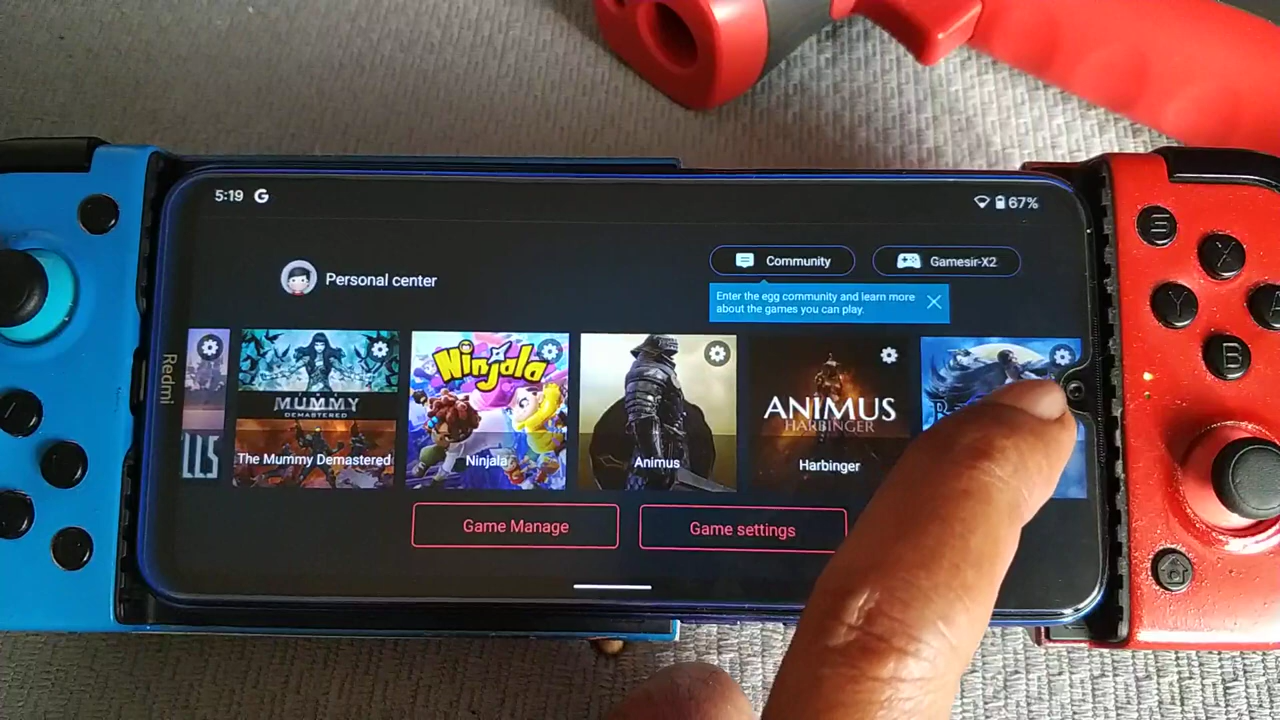 5:19 G
67%
Personal center
Community
Gamesir-X2
Enter the egg community and learn more
about the games you can play.
Redmi
LLS
MUMMY
DEMASTERED
The Mummy Demastered
Ninjala
Ninjala
Animus
ANIMUS
HARBINGER
Harbinger
Game Manage
Game settings
S
X
Y
A
B